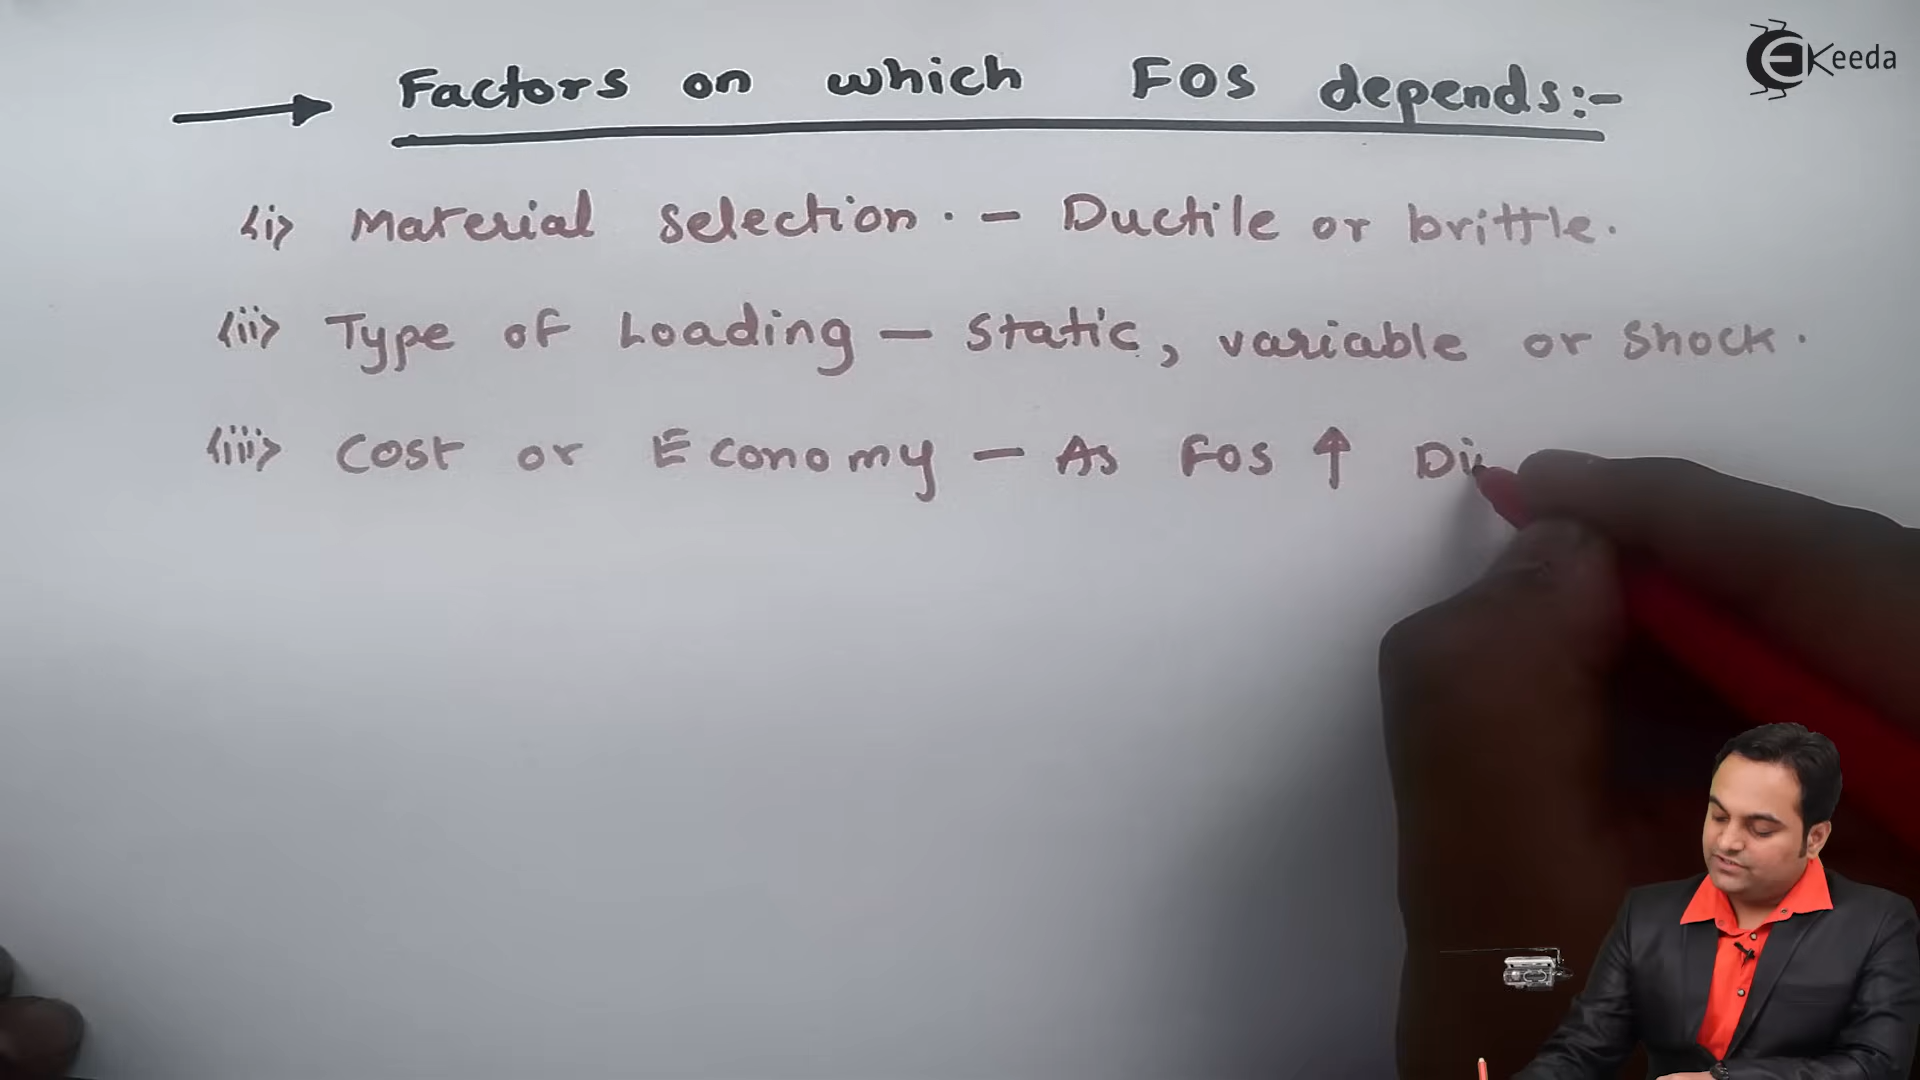 Keeda
Factors on which FOS depends:-
(i) Material selection. - Ductile or brittle.
(ii) Type of Loading - Static, variable or Shock.
(iii) Cost or Economy - As FOS ↑ Di